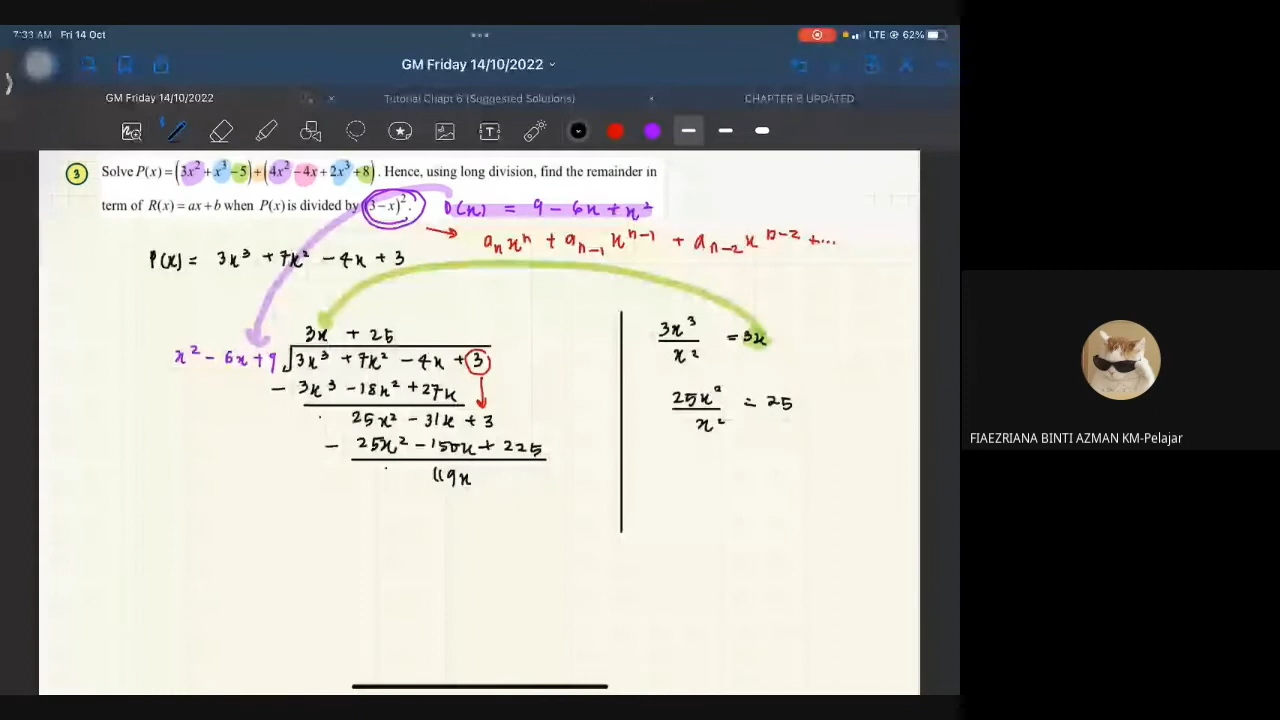 7:33 AM Fri 14 Oct
LTE 62%
GM Friday 14/10/2022
GM Friday 14/10/2022 × Tutorial Chapt 6 (Suggested Solutions) × CHAPTER 6 UPDATED
3 Solve P(x) = (3x² + x³ − 5) + (4x² − 4x + 2x³ + 8). Hence, using long division, find the remainder in
term of R(x) = ax + b when P(x) is divided by (3 − x)². D(x) = 9 − 6x + x²
→ aₙxⁿ + aₙ₋₁xⁿ⁻¹ + aₙ₋₂xⁿ⁻² + ...
P(x) = 3x³ + 7x² − 4x + 3
3x + 25
x² − 6x + 9 √3x³ + 7x² − 4x + 3
− 3x³ − 18x² + 27x
25x² − 31x + 3
− 25x² − 150x + 225
119x
3x³/x² = 3x
25x²/x² = 25
FIAEZRIANA BINTI AZMAN KM-Pelajar